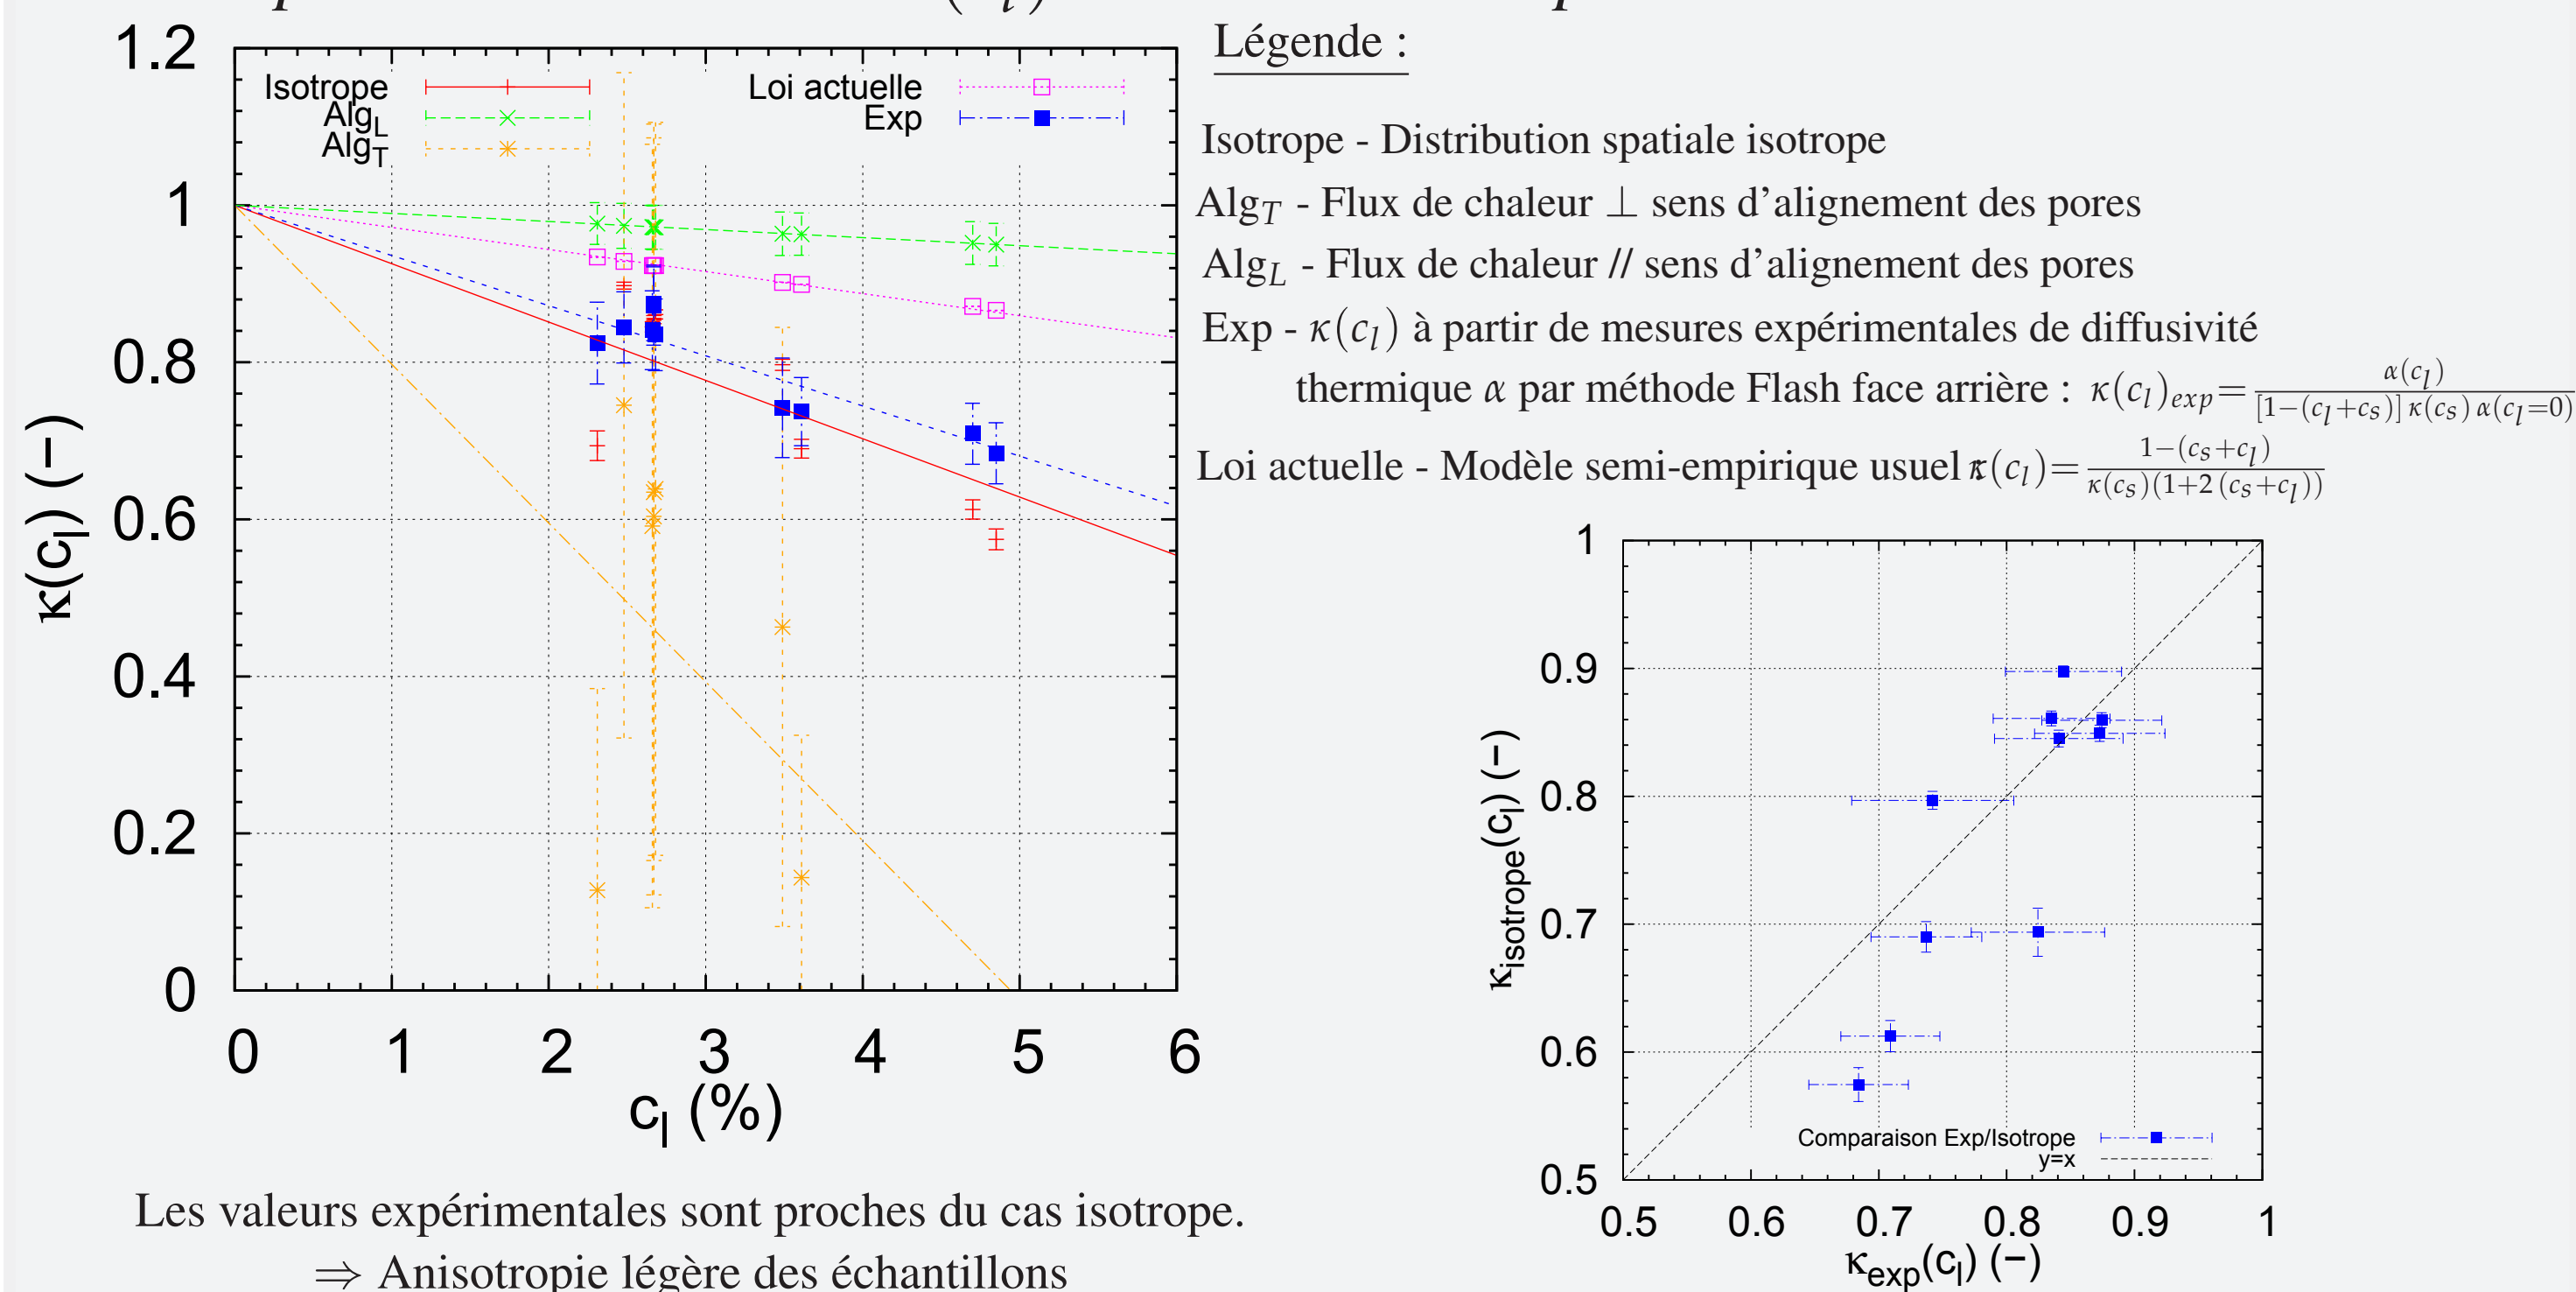 1.2
1
0.8
0.6
0.4
0.2
0
κ(c_l) (−)
Isotrope
Alg_L
Alg_T
Loi actuelle
Exp
0 1 2 3 4 5 6
c_l (%)
Légende :
Isotrope - Distribution spatiale isotrope
Alg_T - Flux de chaleur ⊥ sens d'alignement des pores
Alg_L - Flux de chaleur // sens d'alignement des pores
Exp - κ(c_l) à partir de mesures expérimentales de diffusivité
thermique α par méthode Flash face arrière : κ(c_l)_exp = α(c_l) / [1−(c_l+c_s)] κ(c_s) α(c_l=0)
Loi actuelle - Modèle semi-empirique usuel κ(c_l) = 1−(c_s+c_l) / κ(c_s)(1+2 (c_s+c_l))
1
0.9
0.8
0.7
0.6
0.5
κ_isotrope(c_l) (−)
Comparaison Exp/Isotrope
y=x
0.5 0.6 0.7 0.8 0.9 1
κ_exp(c_l) (−)
Les valeurs expérimentales sont proches du cas isotrope.
⇒ Anisotropie légère des échantillons